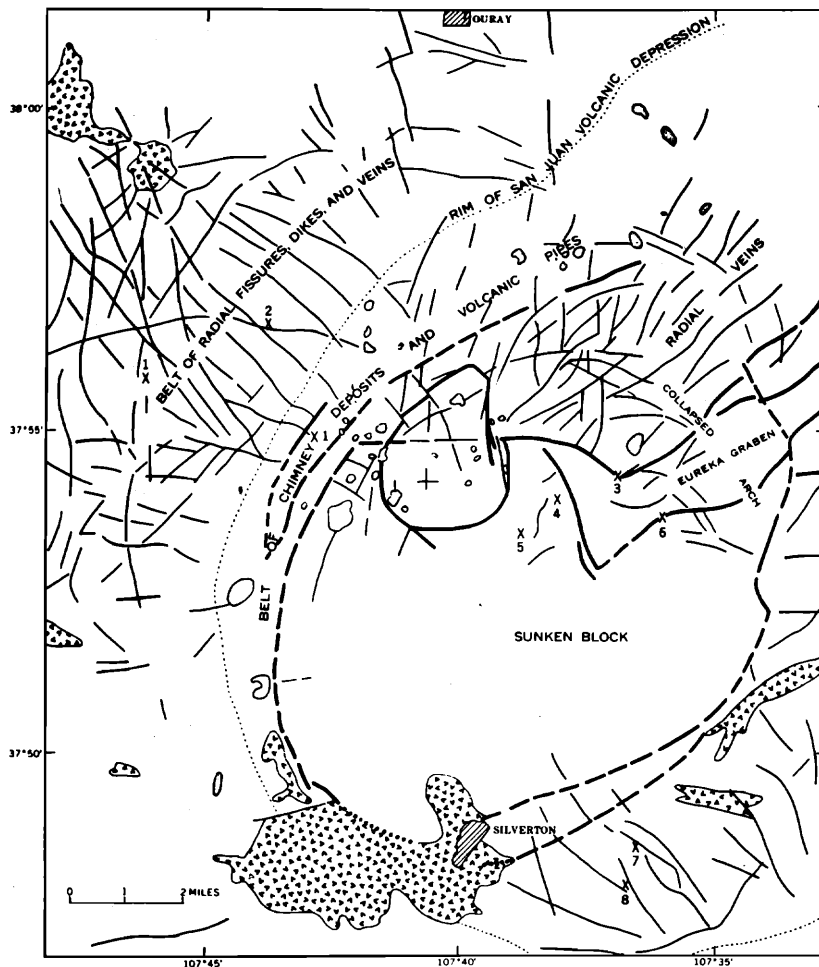 OURAY
38°00'
RIM OF SAN JUAN VOLCANIC DEPRESSION
BELT OF RADIAL FISSURES, DIKES, AND VEINS
BELT OF CHIMNEY DEPOSITS AND VOLCANIC PIPES
RADIAL VEINS
2
X
1
X
37°55'
X 1
COLLAPSED
EUREKA GRABEN
ARCH
X
3
X
4
X
5
X
6
SUNKEN BLOCK
37°50'
SILVERTON
X
7
X
8
0 1 2 MILES
107°45' 107°40' 107°35'